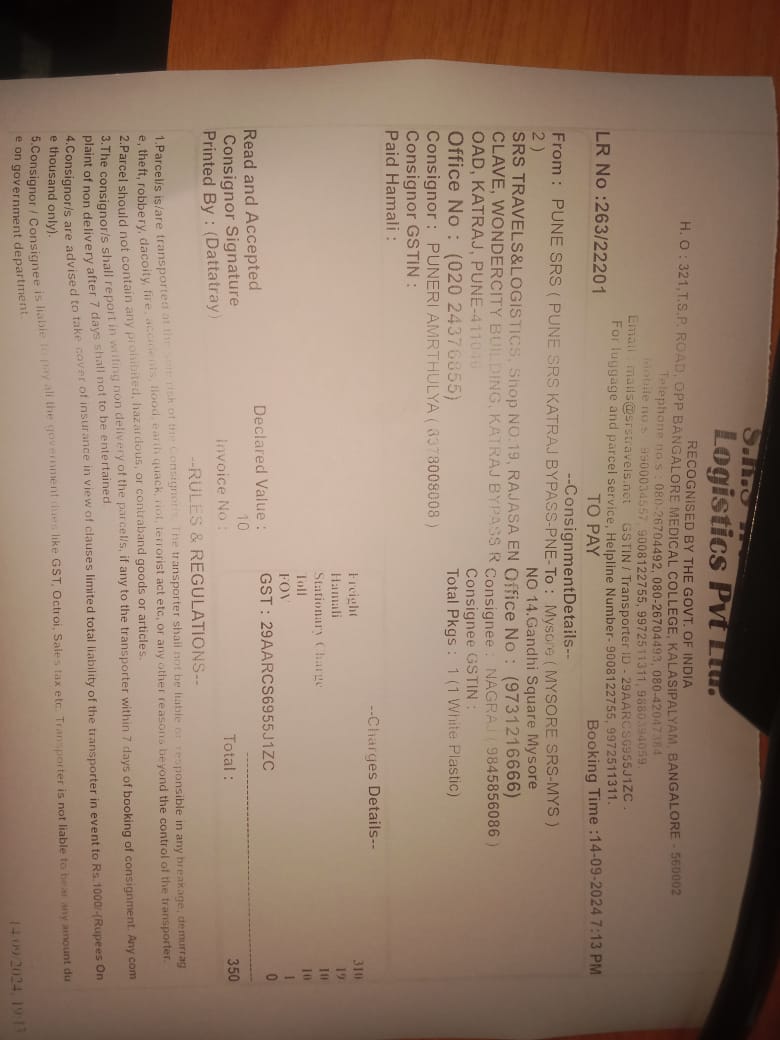 Logistics Pvt Ltd.
RECOGNISED BY THE GOVT. OF INDIA
H. O : 321,T.S.P. ROAD, OPP BANGALORE MEDICAL COLLEGE, KALASIPALYAM, BANGALORE - 560002
Telephone no s : 080-26704492, 080-26704493, 080-42047384
Mobile no s : 9008122755, 9972511311,
Email : mails@srstravels.net GSTIN / Transporter ID - 29AARCS6955J1ZC .
For luggage and parcel service, Helpline Number- 9008122755, 9972511311.
LR No :263/22201 TO PAY Booking Time :14-09-2024 7:13 PM
--ConsignmentDetails--
From : PUNE SRS ( PUNE SRS KATRAJ BYPASS-PNE- To : Mysore ( MYSORE SRS-MYS )
2 ) NO.14,Gandhi Square Mysore
SRS TRAVELS&LOGISTICS, Shop NO:19, RAJASA EN Office No : (9731216666)
CLAVE, WONDERCITY BUILDING, KATRAJ BYPASS R Consignee : NAGRAJ ( 9845856086 )
OAD, KATRAJ, PUNE-411046 Consignee GSTIN :
Office No : (020 24376855) Total Pkgs : 1 (1 White Plastic)
Consignor : PUNERI AMRTHULYA ( 8378008008 )
Consignor GSTIN :
Paid Hamali :
--Charges Details--
Freight 310
Hamali 19
Stationary Charge 10
Toll 10
FOV 1
Declared Value : GST : 29AARCS6955J1ZC 0
10
Read and Accepted
Consignor Signature Invoice No : Total : 350
Printed By : (Dattatray)
--RULES & REGULATIONS--
1.Parcel/s is/are transported at the sole risk of the Consignor/s. The transporter shall not be liable or responsible in any breakage, demurrag
e, theft, robbery, dacoity, fire, accidents, flood, earth quack, riot, terrorist act etc, or any other reasons beyond the control of the transporter.
2.Parcel should not contain any prohibited, hazardous, or contraband goods or articles.
3.The consignor/s shall report in writing non delivery of the parcel/s, if any to the transporter within 7 days of booking of consignment. Any com
plaint of non delivery after 7 days shall not to be entertained
4.Consignor/s are advised to take cover of insurance in view of clauses limited total liability of the transporter in event to Rs. 1000/-(Rupees On
e thousand only).
5.Consignor / Consignee is liable to pay all the government dues like GST, Octroi, Sales tax etc. Transporter is not liable to bear any amount du
e on government department.
14/09/2024, 19:13